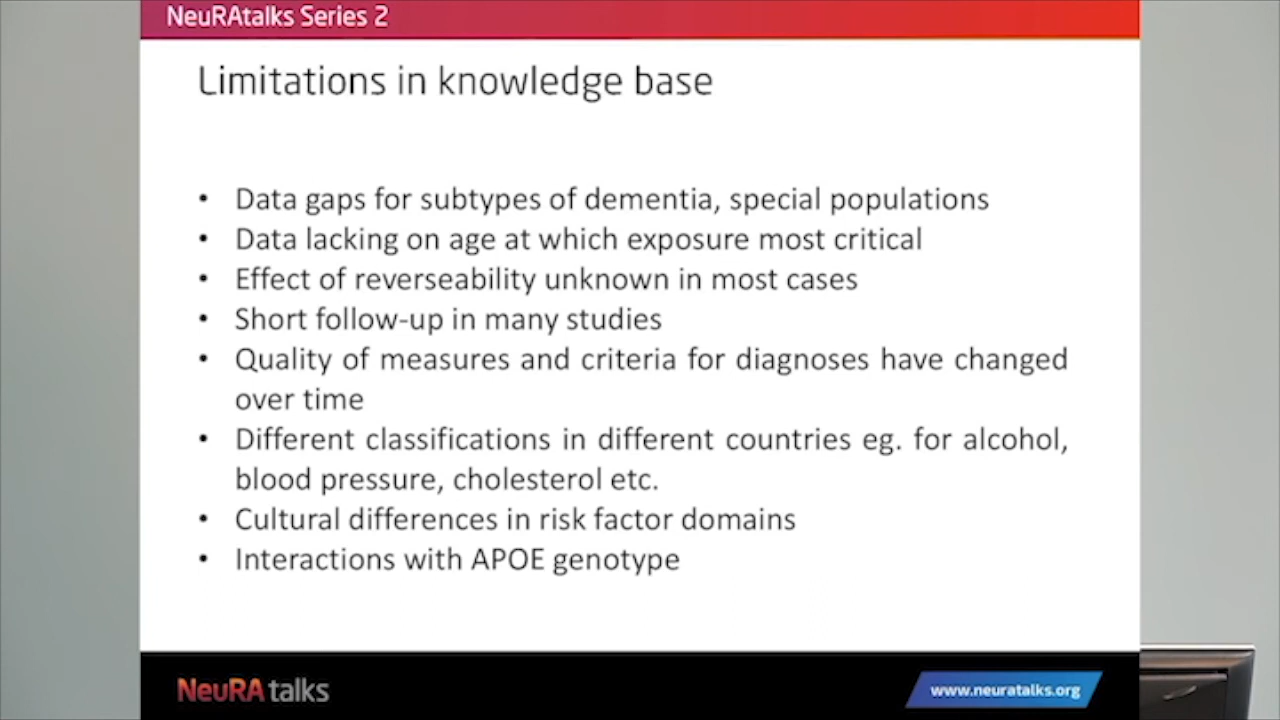 NeuRAtalks Series 2
Limitations in knowledge base
• Data gaps for subtypes of dementia, special populations
• Data lacking on age at which exposure most critical
• Effect of reverseability unknown in most cases
• Short follow-up in many studies
• Quality of measures and criteria for diagnoses have changed
over time
• Different classifications in different countries eg. for alcohol,
blood pressure, cholesterol etc.
• Cultural differences in risk factor domains
• Interactions with APOE genotype
NeuRA talks
www.neuratalks.org